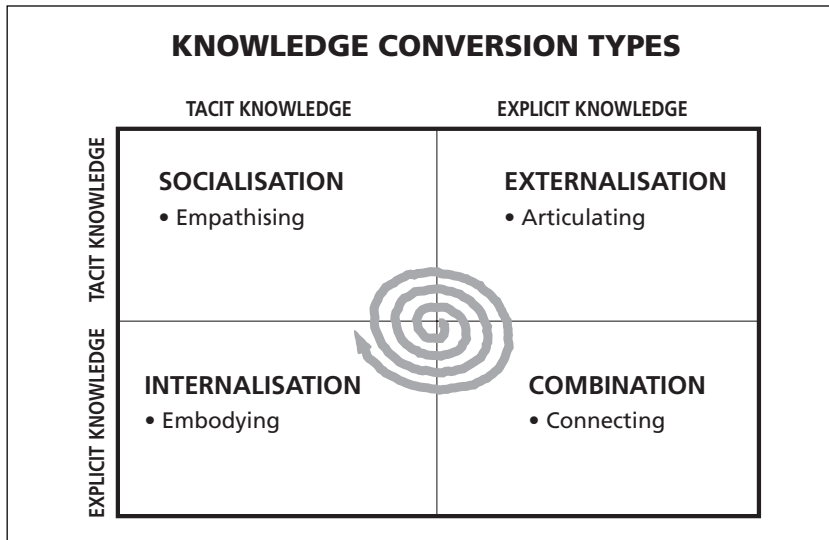 KNOWLEDGE CONVERSION TYPES
TACIT KNOWLEDGE
EXPLICIT KNOWLEDGE
TACIT KNOWLEDGE
SOCIALISATION
• Empathising
EXTERNALISATION
• Articulating
EXPLICIT KNOWLEDGE
INTERNALISATION
• Embodying
COMBINATION
• Connecting